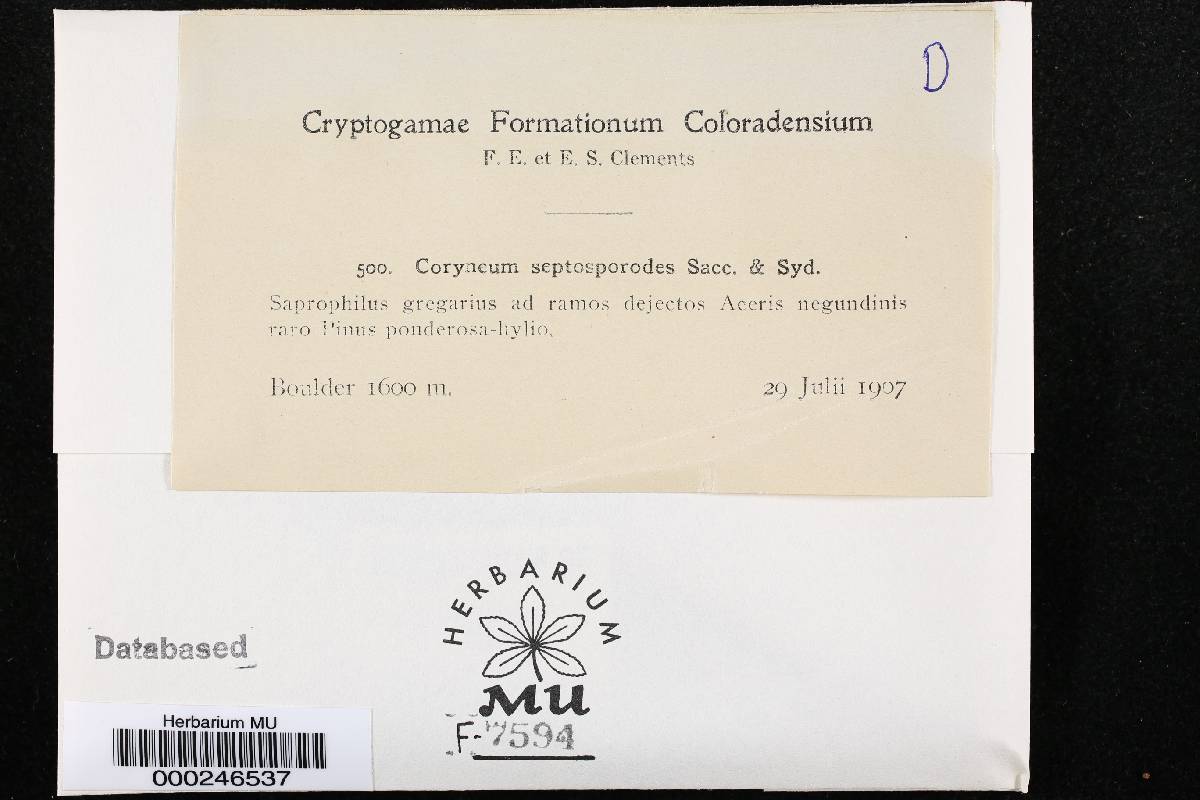 D
Cryptogamae Formationum Coloradensium
F. E. et E. S. Clements
500. Coryneum septosporodes Sacc. & Syd.
Saprophilus gregarius ad ramos dejectos Aceris negundinis
raro Pinus ponderosa-hylio.
Boulder 1600 m. 29 Julii 1907
HERBARIUM
MU
F-7594
Databased
Herbarium MU
000246537